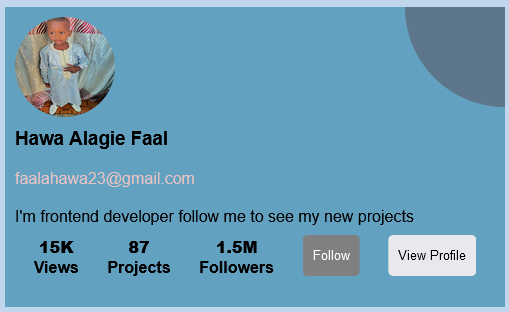 Hawa Alagie Faal
faalahawa23@gmail.com
I'm frontend developer follow me to see my new projects
15K 87 1.5M
Views Projects Followers Follow View Profile